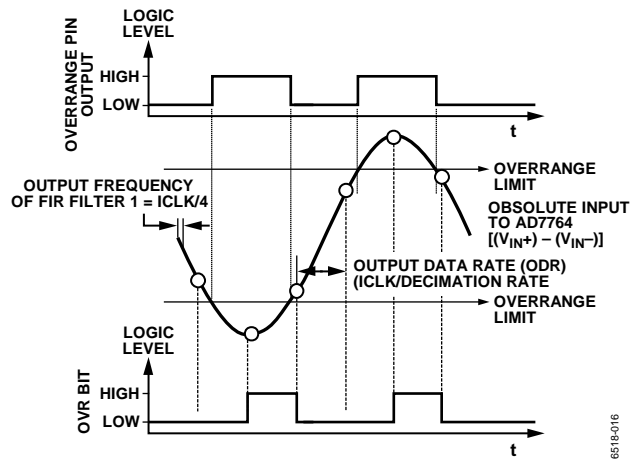 LOGIC
LEVEL
OVERRANGE PIN
OUTPUT
HIGH
LOW
t
OVERRANGE
LIMIT
OUTPUT FREQUENCY
OF FIR FILTER 1 = ICLK/4
OBSOLUTE INPUT
TO AD7764
[(VIN+) – (VIN–)]
OUTPUT DATA RATE (ODR)
(ICLK/DECIMATION RATE
OVERRANGE
LIMIT
LOGIC
LEVEL
OVR BIT
HIGH
LOW
t
6518-016